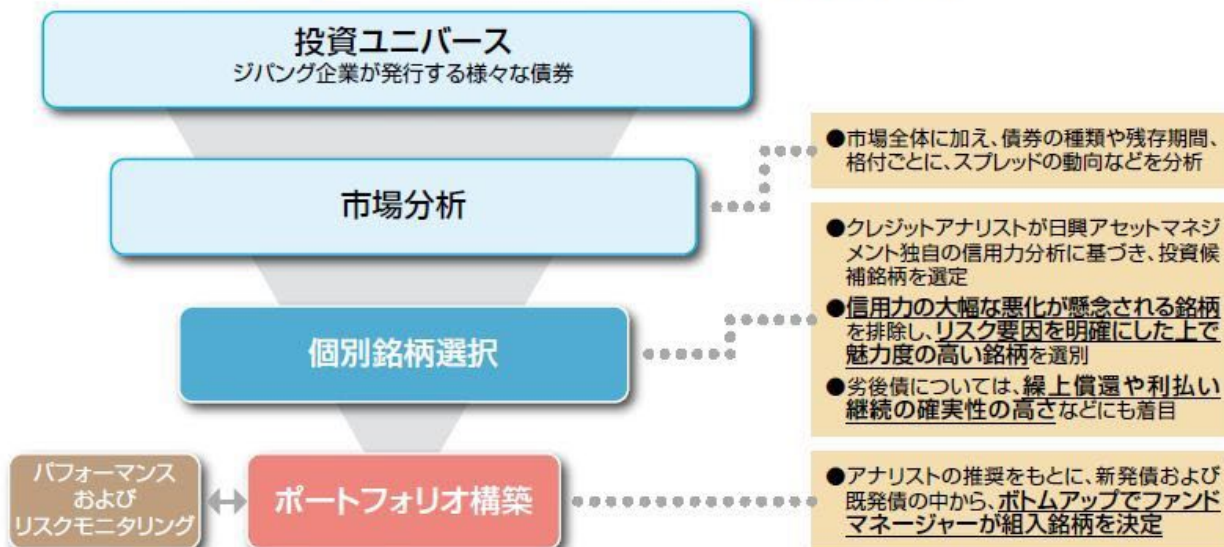 投資ユニバース
ジパング企業が発行する様々な債券
市場分析
●市場全体に加え、債券の種類や残存期間、
格付ごとに、スプレッドの動向などを分析
個別銘柄選択
●クレジットアナリストが日興アセットマネジ
メント独自の信用力分析に基づき、投資候
補銘柄を選定
●信用力の大幅な悪化が懸念される銘柄
を排除し、リスク要因を明確にした上で
魅力度の高い銘柄を選別
●劣後債については、繰上償還や利払い
継続の確実性の高さなどにも着目
パフォーマンス
および
リスクモニタリング
ポートフォリオ構築
●アナリストの推奨をもとに、新発債および
既発債の中から、ボトムアップでファンド
マネージャーが組入銘柄を決定